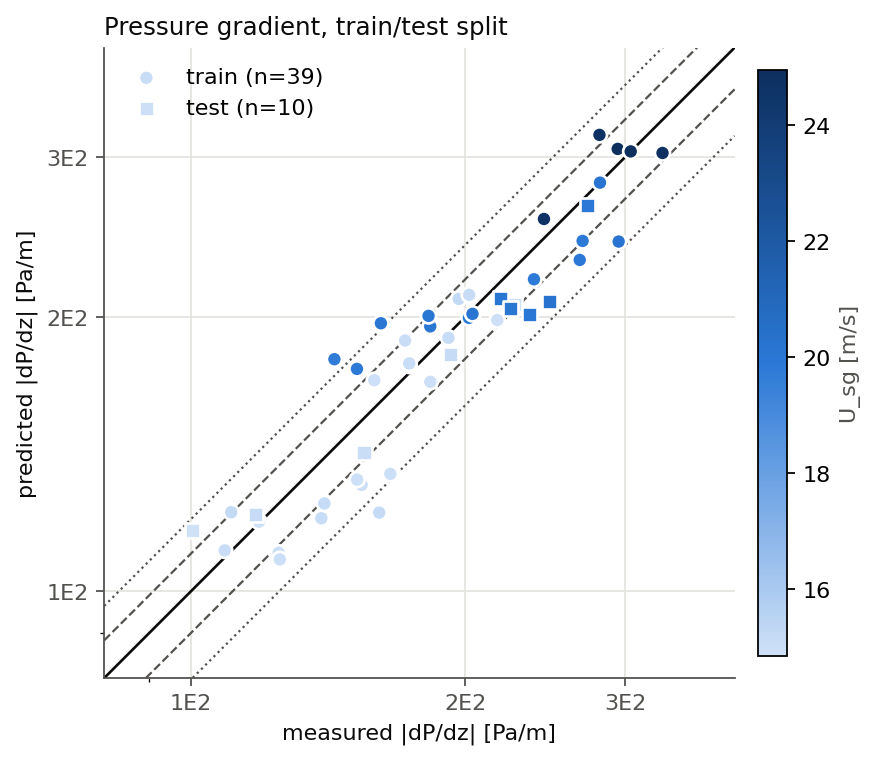 Pressure gradient, train/test split
train (n=39)
test (n=10)
3E2
2E2
1E2
predicted |dP/dz| [Pa/m]
1E2
2E2
3E2
measured |dP/dz| [Pa/m]
24
22
20
18
16
U_sg [m/s]